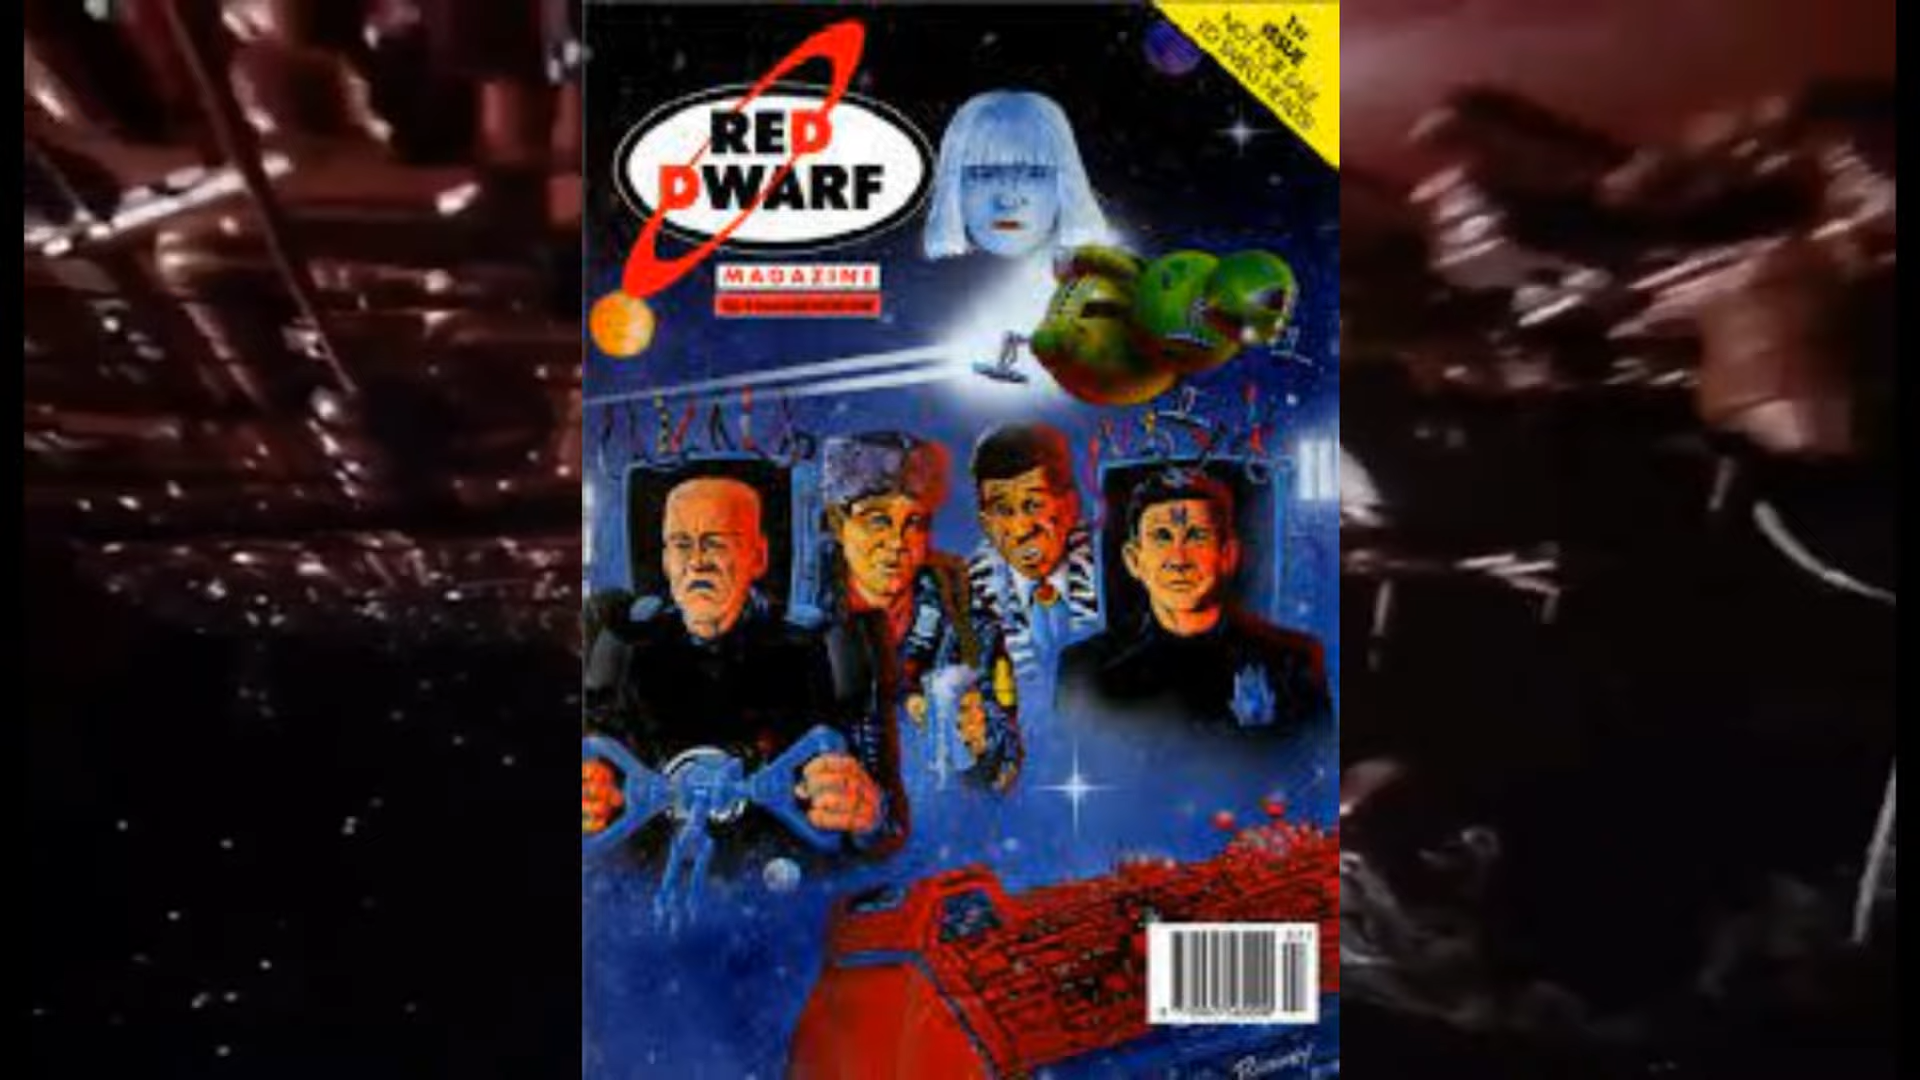 RED
DWARF
MAGAZINE
1st
ISSUE
NOT FOR SALE
TO SMEG HEADS!